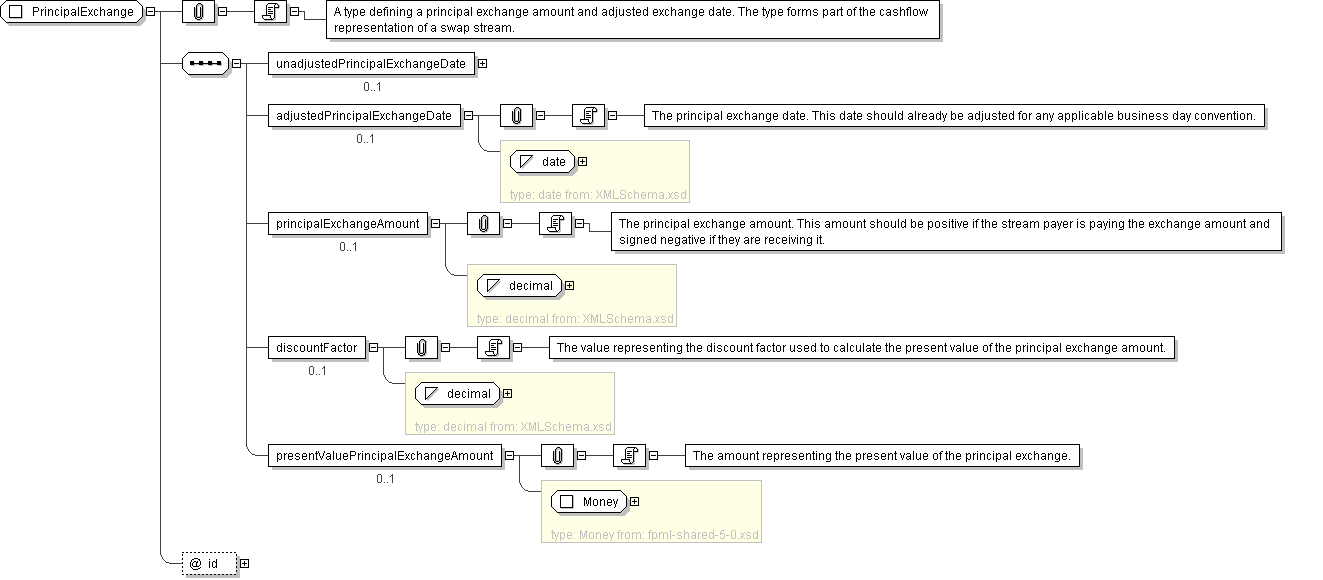 PrincipalExchange
A type defining a principal exchange amount and adjusted exchange date. The type forms part of the cashflow
representation of a swap stream.
unadjustedPrincipalExchangeDate
0..1
adjustedPrincipalExchangeDate
The principal exchange date. This date should already be adjusted for any applicable business day convention.
0..1
date
type: date from: XMLSchema.xsd
principalExchangeAmount
The principal exchange amount. This amount should be positive if the stream payer is paying the exchange amount and
signed negative if they are receiving it.
0..1
decimal
type: decimal from: XMLSchema.xsd
discountFactor
The value representing the discount factor used to calculate the present value of the principal exchange amount.
0..1
decimal
type: decimal from: XMLSchema.xsd
presentValuePrincipalExchangeAmount
The amount representing the present value of the principal exchange.
0..1
Money
type: Money from: fpml-shared-5-0.xsd
@ id